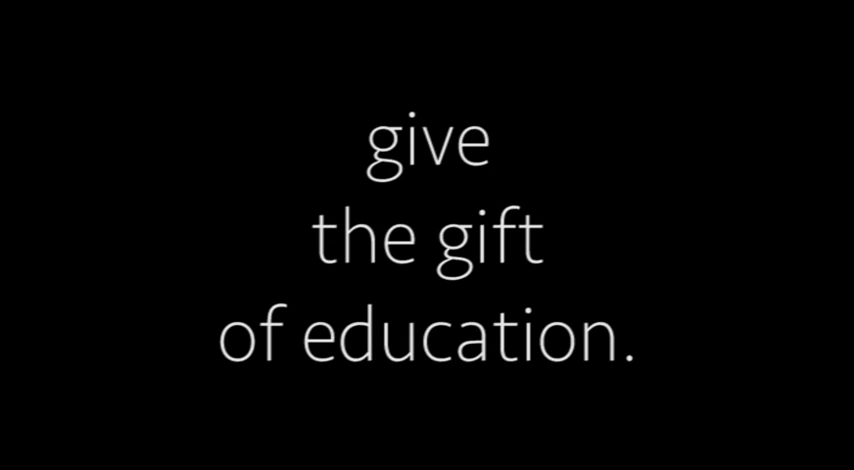 give
the gift
of education.